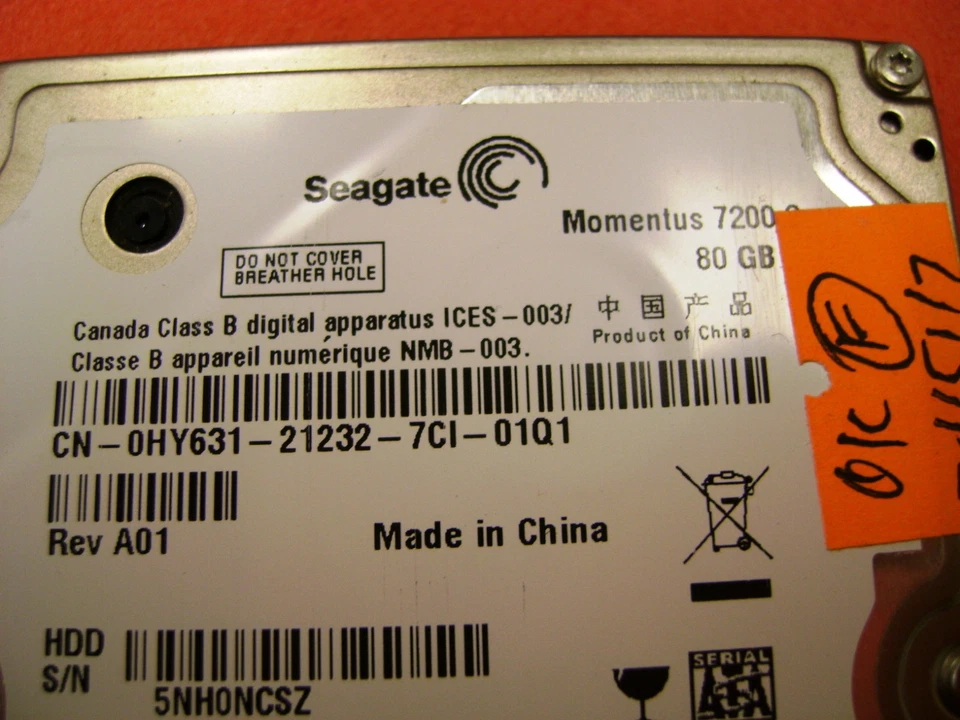 Seagate
Momentus 7200
80 GB
DO NOT COVER
BREATHER HOLE
中国产品
Product of China
Canada Class B digital apparatus ICES-003/
Classe B appareil numérique NMB-003.
CN-0HY631-21232-7CI-01Q1
Rev A01
Made in China
HDD
S/N
5NH0NCSZ
SERIAL
ATA
OK
F